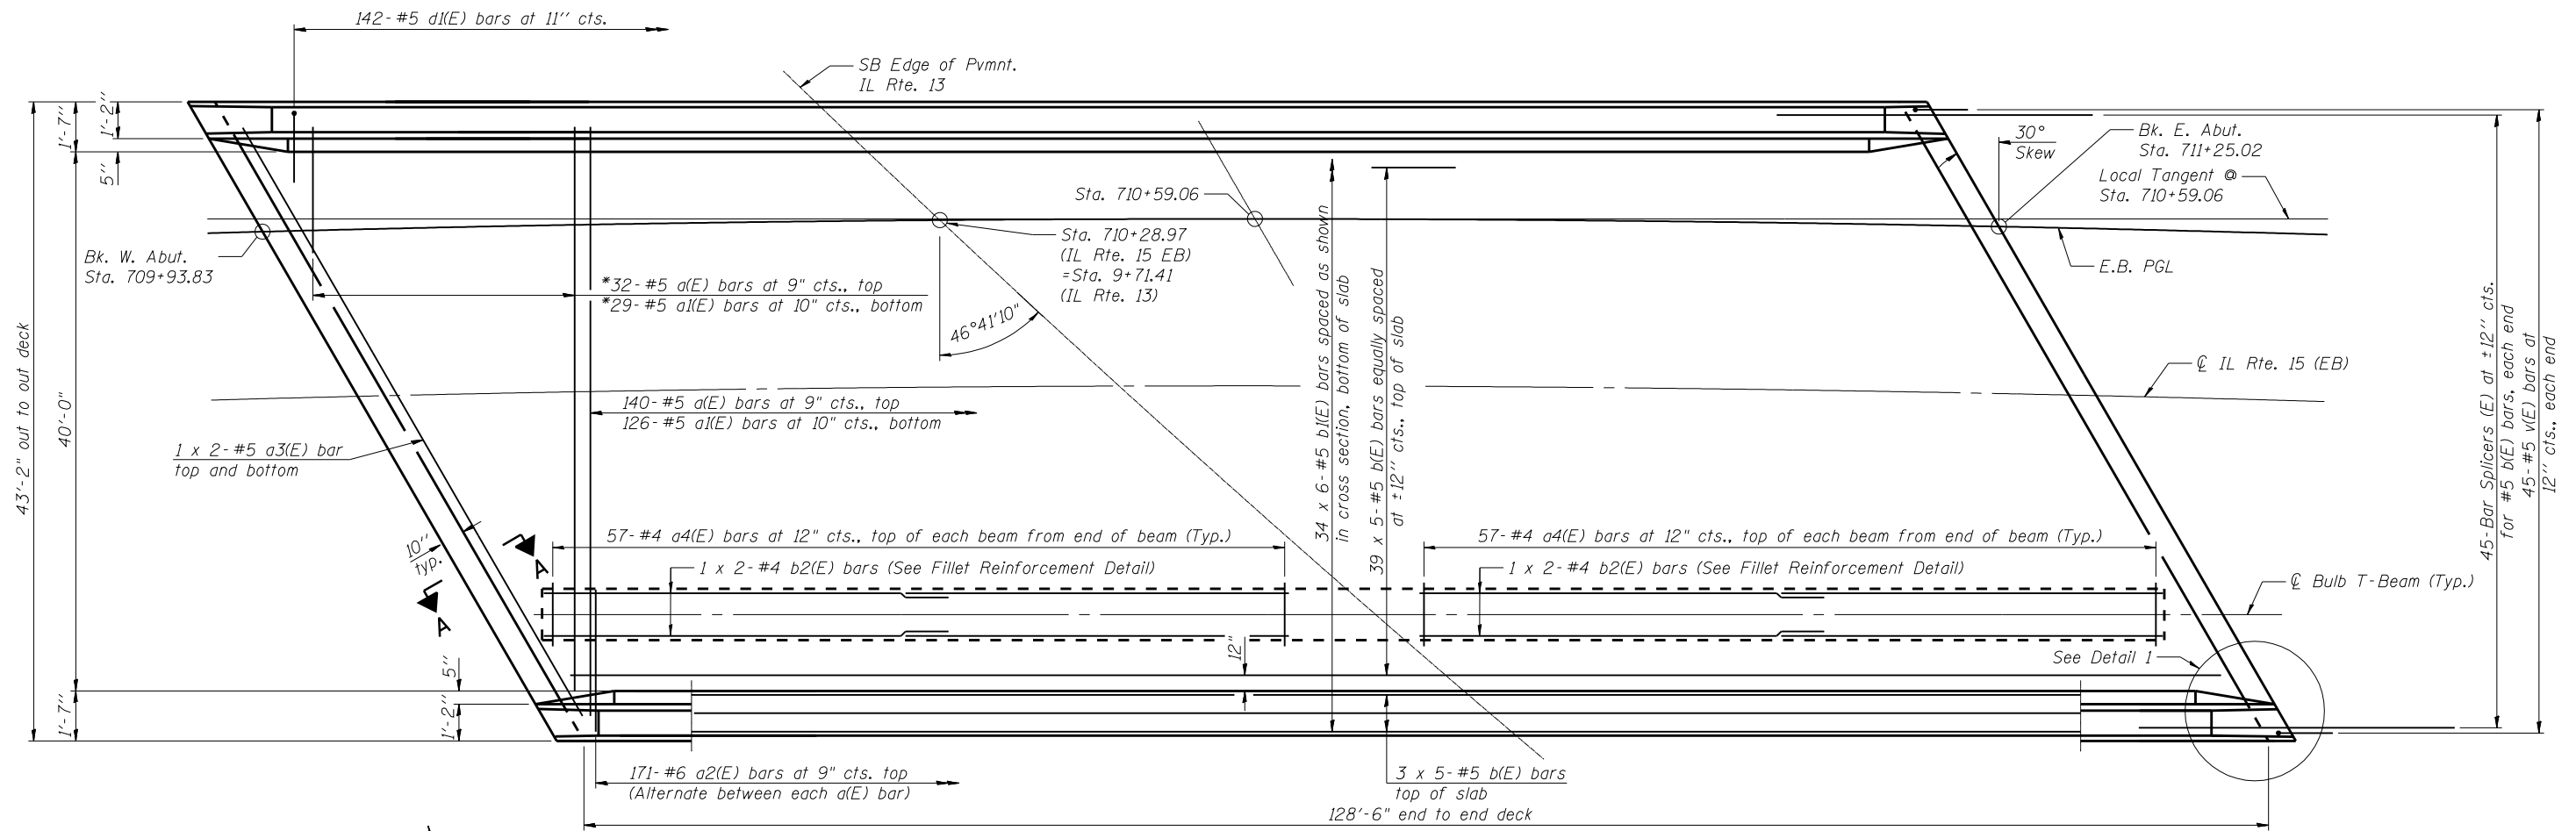 142-#5 d1(E) bars at 11'' cts.
SB Edge of Pvmnt.
IL Rte. 13
1'-7''
1'-2''
5''
30°
Skew
Bk. E. Abut.
Sta. 711+25.02
Local Tangent @
Sta. 710+59.06
Sta. 710+59.06
Bk. W. Abut.
Sta. 709+93.83
Sta. 710+28.97
(IL Rte. 15 EB)
=Sta. 9+71.41
(IL Rte. 13)
E.B. PGL
*32-#5 a(E) bars at 9" cts., top
*29-#5 a1(E) bars at 10" cts., bottom
46°41'10"
43'-2" out to out deck
40'-0"
℄ IL Rte. 15 (EB)
140-#5 a(E) bars at 9" cts., top
126-#5 a1(E) bars at 10" cts., bottom
1 x 2-#5 a3(E) bar
top and bottom
34 x 6-#5 b1(E) bars spaced as shown
in cross section, bottom of slab
39 x 5-#5 b(E) bars equally spaced
at ±12'' cts., top of slab
45-Bar Splicers (E) at ±12'' cts.
for #5 b(E) bars, each end
45-#5 v(E) bars at
12'' cts., each end
10''
typ.
A
A
57-#4 a4(E) bars at 12" cts., top of each beam from end of beam (Typ.)
57-#4 a4(E) bars at 12" cts., top of each beam from end of beam (Typ.)
1 x 2-#4 b2(E) bars (See Fillet Reinforcement Detail)
1 x 2-#4 b2(E) bars (See Fillet Reinforcement Detail)
℄ Bulb T-Beam (Typ.)
12"
See Detail 1
5''
1'-7''
1'-2''
171-#6 a2(E) bars at 9" cts. top
(Alternate between each a(E) bar)
3 x 5-#5 b(E) bars
top of slab
128'-6" end to end deck